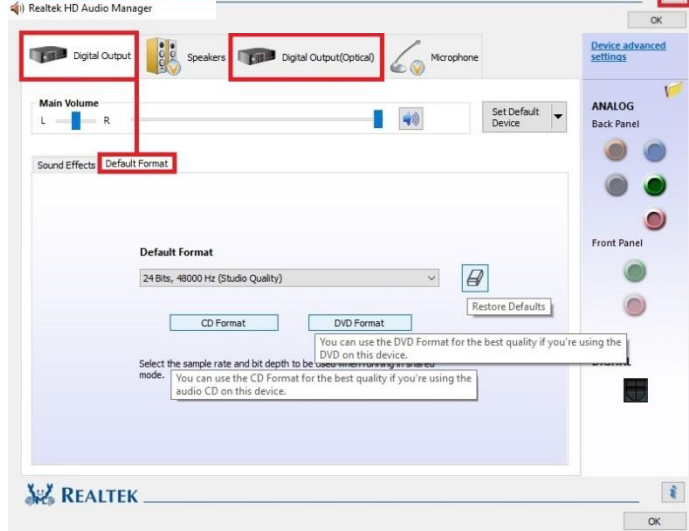 Realtek HD Audio Manager
OK
Digital Output
Speakers
Digital Output(Optical)
Microphone
Device advanced
settings
Main Volume
L
R
Set Default
Device
ANALOG
Back Panel
Sound Effects
Default Format
Default Format
24 Bits, 48000 Hz (Studio Quality)
Restore Defaults
CD Format
DVD Format
You can use the DVD Format for the best quality if you're using the
DVD on this device.
Select the sample rate and bit depth to be used when running in shared
mode.
You can use the CD Format for the best quality if you're using the
audio CD on this device.
Front Panel
REALTEK
i
OK